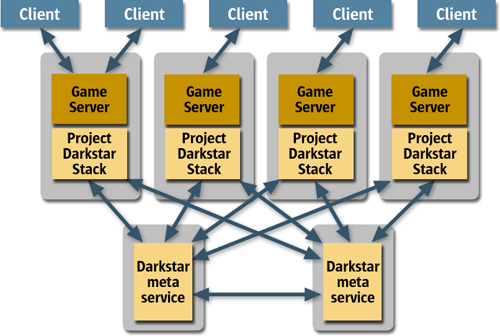 Client
Client
Client
Client
Client
Game
Server
Game
Server
Game
Server
Game
Server
Project
Darkstar
Stack
Project
Darkstar
Stack
Project
Darkstar
Stack
Project
Darkstar
Stack
Darkstar
meta
service
Darkstar
meta
service